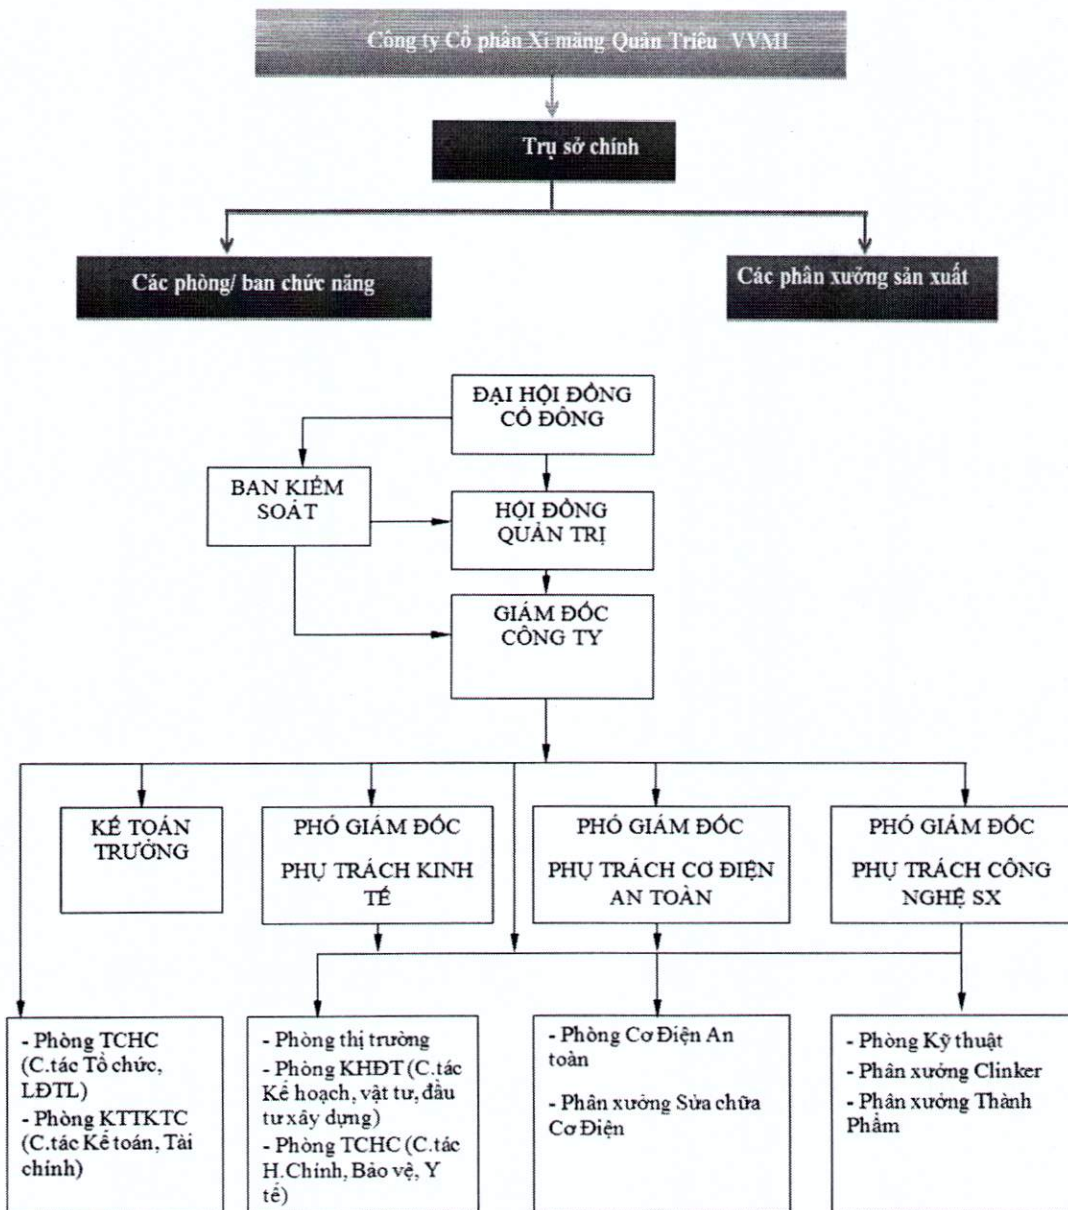 Công ty Cổ phần Xi măng Quán Triều VVMI
Trụ sở chính
Các phòng/ ban chức năng
Các phân xưởng sản xuất
ĐẠI HỘI ĐỒNG
CỔ ĐÔNG
BAN KIỂM
SOÁT
HỘI ĐỒNG
QUẢN TRỊ
GIÁM ĐỐC
CÔNG TY
KẾ TOÁN
TRƯỞNG
PHÓ GIÁM ĐỐC
PHỤ TRÁCH KINH
TẾ
PHÓ GIÁM ĐỐC
PHỤ TRÁCH CƠ ĐIỆN
AN TOÀN
PHÓ GIÁM ĐỐC
PHỤ TRÁCH CÔNG
NGHỆ SX
- Phòng TCHC
(C.tác Tổ chức,
LĐTL)
- Phòng KTTKTC
(C.tác Kế toán, Tài
chính)
- Phòng thị trường
- Phòng KHĐT (C.tác
Kế hoạch, vật tư, đầu
tư xây dựng)
- Phòng TCHC (C.tác
H.Chính, Bảo vệ, Y
tế)
- Phòng Cơ Điện An
toàn
- Phân xưởng Sửa chữa
Cơ Điện
- Phòng Kỹ thuật
- Phân xưởng Clinker
- Phân xưởng Thành
Phẩm